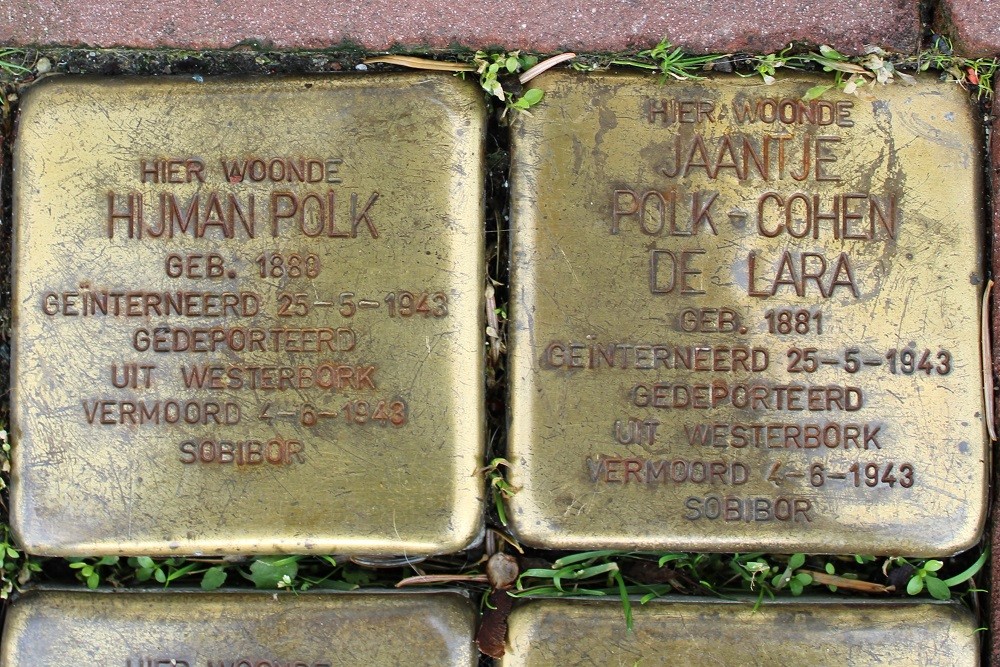 HIER WOONDE
HIJMAN POLK
GEB. 1880
GEÏNTERNEERD 25-5-1943
GEDEPORTEERD
UIT WESTERBORK
VERMOORD 4-6-1943
SOBIBOR
HIER WOONDE
JAANTJE
POLK-COHEN
DE LARA
GEB. 1881
GEÏNTERNEERD 25-5-1943
GEDEPORTEERD
UIT WESTERBORK
VERMOORD 4-6-1943
SOBIBOR
HIER WOONDE